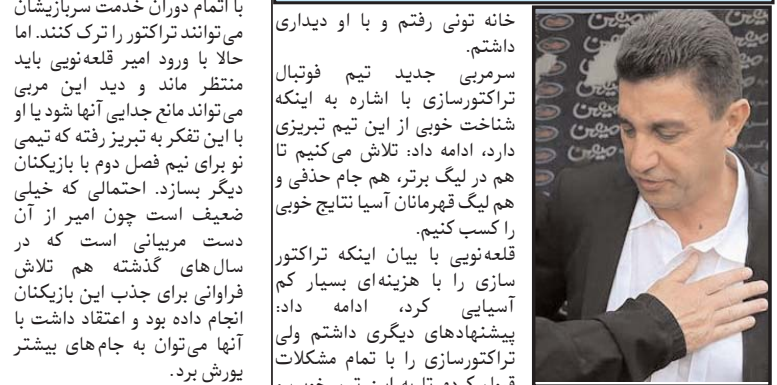 خانه تونی رفتم و با او دیداری
داشتم.
سرمربی جدید تیم فوتبال
تراکتورسازی با اشاره به اینکه
شناخت خوبی از این تیم تبریزی
دارد، ادامه داد: تلاش می‌کنیم تا
هم در لیگ برتر، هم جام حذفی و
هم لیگ قهرمانان آسیا نتایج خوبی
را کسب کنیم.
قلعه‌نویی با بیان اینکه تراکتور
سازی را با هزینه‌ای بسیار کم
آسیایی کرد، ادامه داد:
پیشنهادهای دیگری داشتم ولی
تراکتورسازی را با تمام مشکلات
با اتمام دوران خدمت سربازیشان
می‌توانند تراکتور را ترک کنند. اما
حالا با ورود امیر قلعه‌نویی باید
منتظر ماند و دید این مربی
می‌تواند مانع جدایی آنها شود یا او
با این تفکر به تبریز رفته که تیمی
نو برای نیم فصل دوم با بازیکنان
دیگر بسازد. احتمالی که خیلی
ضعیف است چون امیر از آن
دست مربیانی است که در
سال‌های گذشته هم تلاش
فراوانی برای جذب این بازیکنان
انجام داده بود و اعتقاد داشت با
آنها می‌توان به جام‌های بیشتر
یورش برد.
میهن